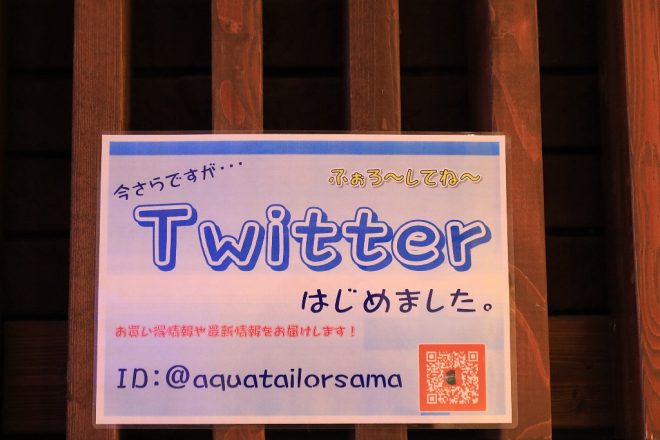 今さらですが・・・
ふぉろ〜してね〜
Twitter
はじめました。
お買い得情報や最新情報をお届けします！
ID:@aquatailorsama